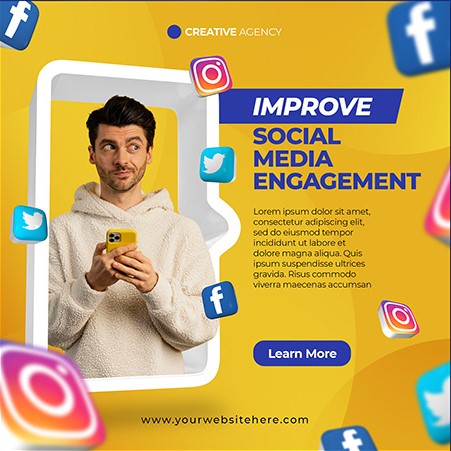 CREATIVE AGENCY
IMPROVE
SOCIAL
MEDIA
ENGAGEMENT
Lorem ipsum dolor sit amet,
consectetur adipiscing elit,
sed do eiusmod tempor
incididunt ut labore et
dolore magna aliqua. Quis
ipsum suspendisse ultrices
gravida. Risus commodo
viverra maecenas accumsan
Learn More
www.yourwebsitehere.com